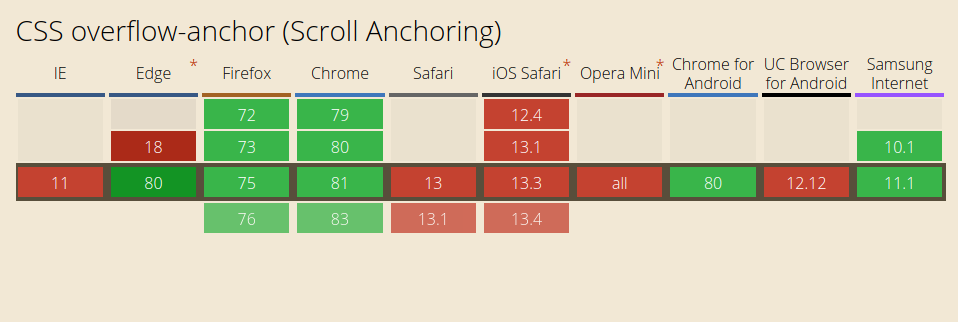 CSS overflow-anchor (Scroll Anchoring)
IE Edge * Firefox Chrome Safari iOS Safari * Opera Mini * Chrome for Android UC Browser for Android Samsung Internet
72 79 12.4
18 73 80 13.1 10.1
11 80 75 81 13 13.3 all 80 12.12 11.1
76 83 13.1 13.4